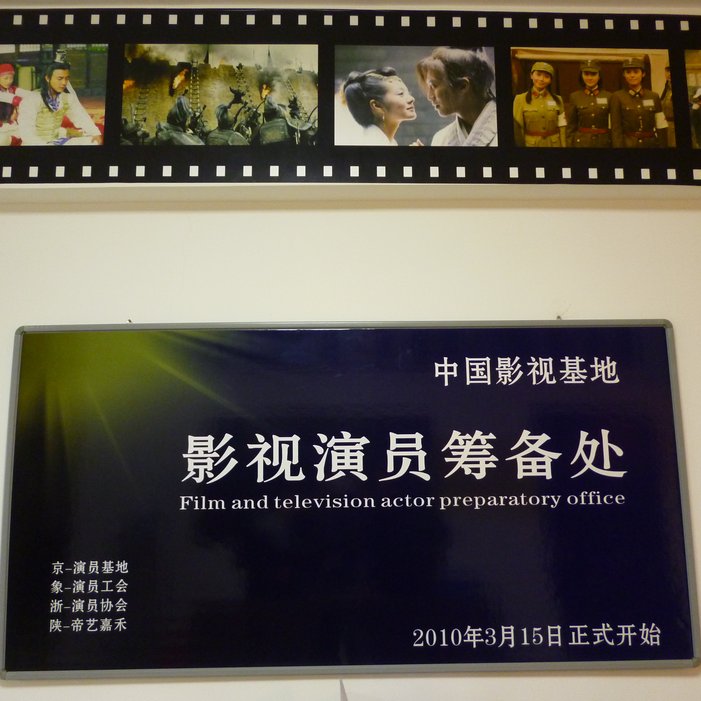 中国影视基地
影视演员筹备处
Film and television actor preparatory office
京-演员基地
象-演员工会
浙-演员协会
陕-帝艺嘉禾
2010年3月15日正式开始